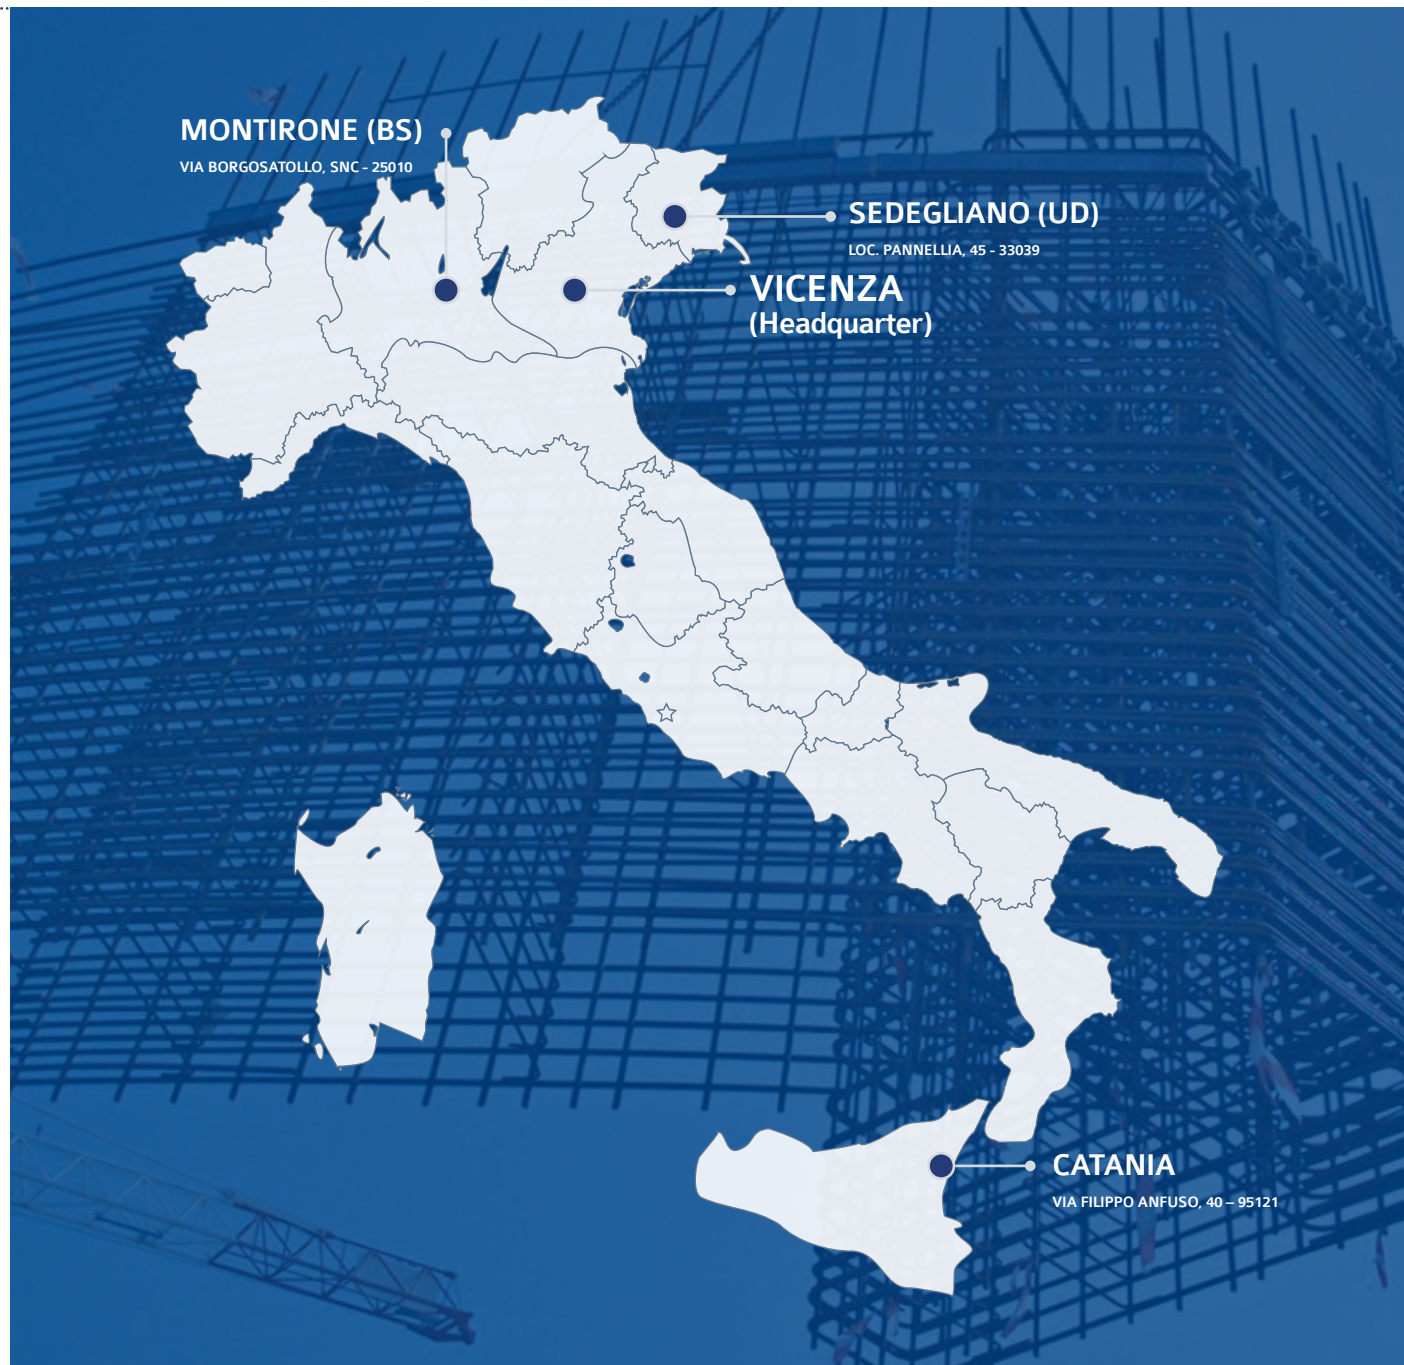 MONTIRONE (BS)
VIA BORGOSATOLLO, SNC - 25010
SEDEGLIANO (UD)
LOC. PANNELLIA, 45 - 33039
VICENZA
(Headquarter)
CATANIA
VIA FILIPPO ANFUSO, 40 – 95121